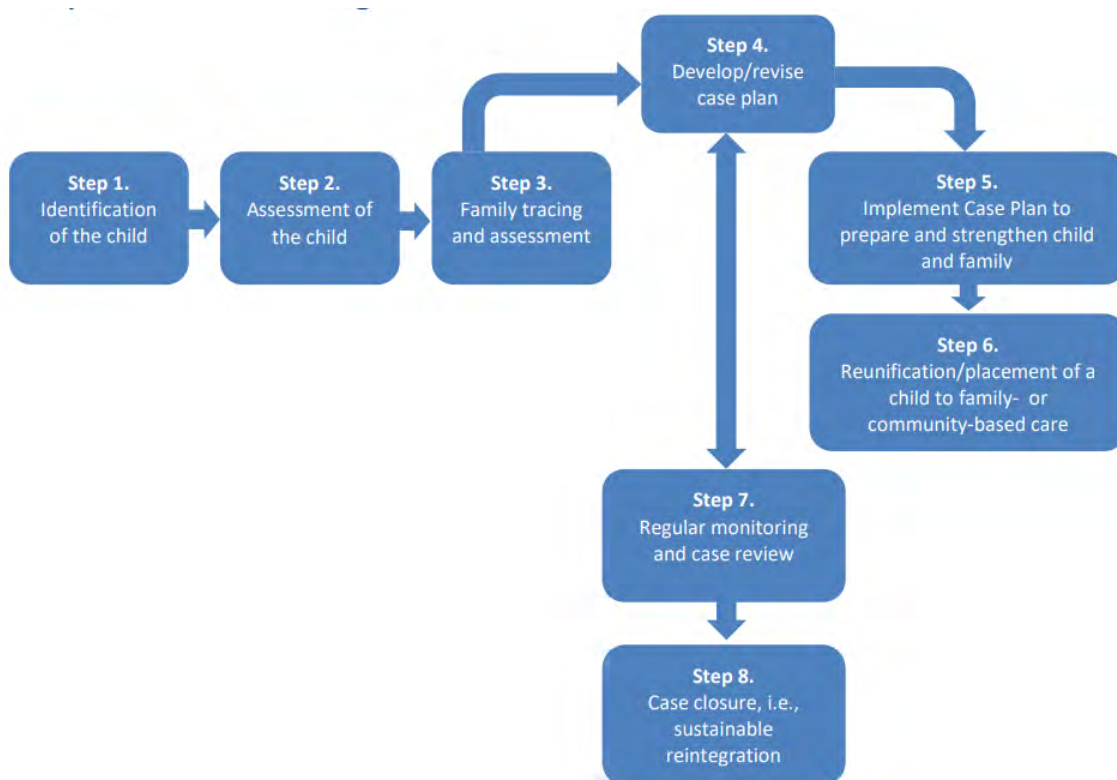 Step 1.
Identification
of the child
Step 2.
Assessment of
the child
Step 3.
Family tracing
and assessment
Step 4.
Develop/revise
case plan
Step 5.
Implement Case Plan to
prepare and strengthen child
and family
Step 6.
Reunification/placement of a
child to family- or
community-based care
Step 7.
Regular monitoring
and case review
Step 8.
Case closure, i.e.,
sustainable
reintegration